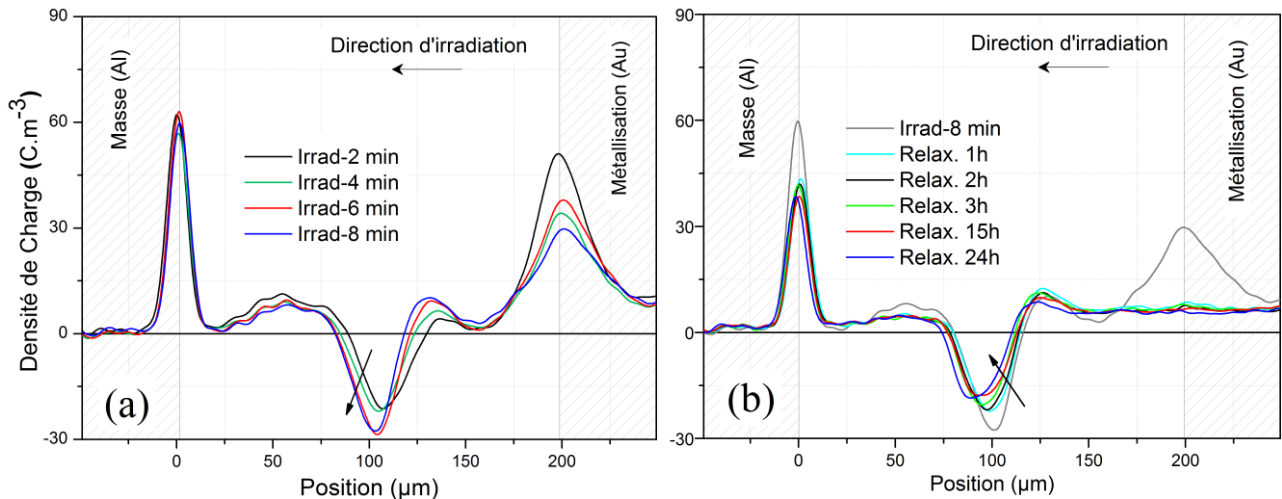 90
60
30
0
-30
Densité de Charge (C.m-3)
Masse (Al)
Direction d'irradiation
Métallisation (Au)
Irrad-2 min
Irrad-4 min
Irrad-6 min
Irrad-8 min
(a)
0
50
100
150
200
Position (µm)
90
60
30
0
-30
Masse (Al)
Direction d'irradiation
Métallisation (Au)
Irrad-8 min
Relax. 1h
Relax. 2h
Relax. 3h
Relax. 15h
Relax. 24h
(b)
0
50
100
150
200
Position (µm)